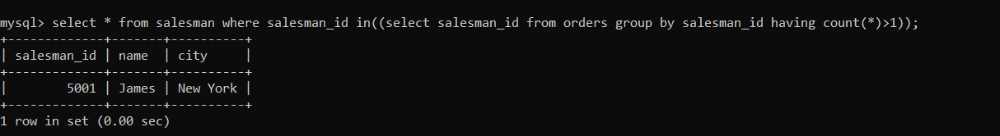 mysql> select * from salesman where salesman_id in((select salesman_id from orders group by salesman_id having count(*)>1));
+-------------+-------+----------+
| salesman_id | name  | city     |
+-------------+-------+----------+
|        5001 | James | New York |
+-------------+-------+----------+
1 row in set (0.00 sec)